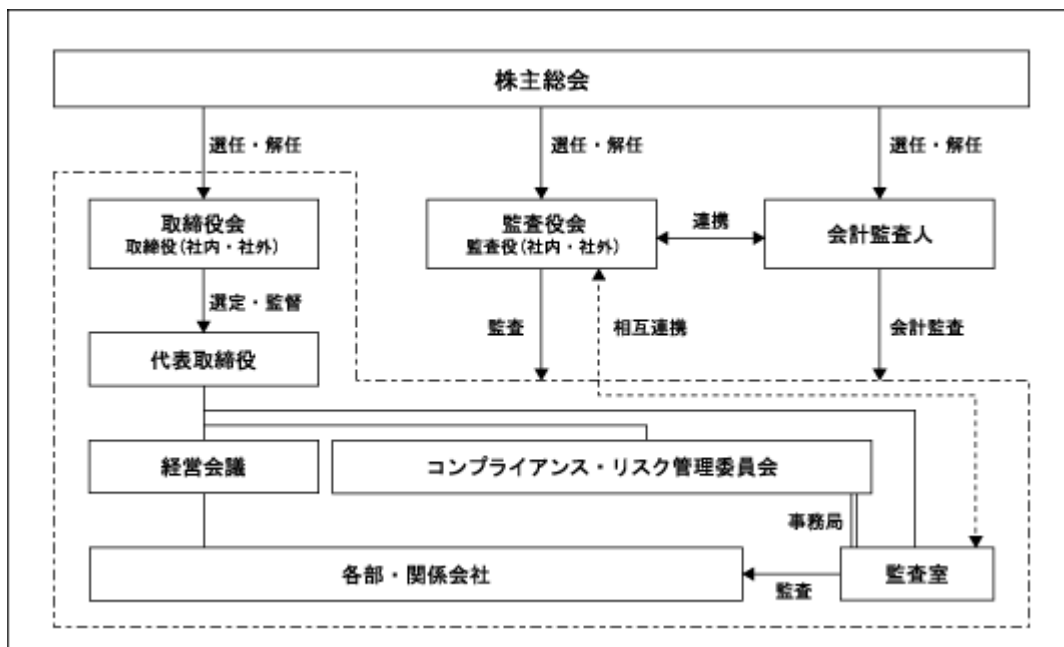 株主総会
選任・解任
選任・解任
選任・解任
取締役会
取締役(社内・社外)
監査役会
監査役(社内・社外)
連携
会計監査人
選定・監督
監査
相互連携
会計監査
代表取締役
経営会議
コンプライアンス・リスク管理委員会
事務局
各部・関係会社
監査
監査室